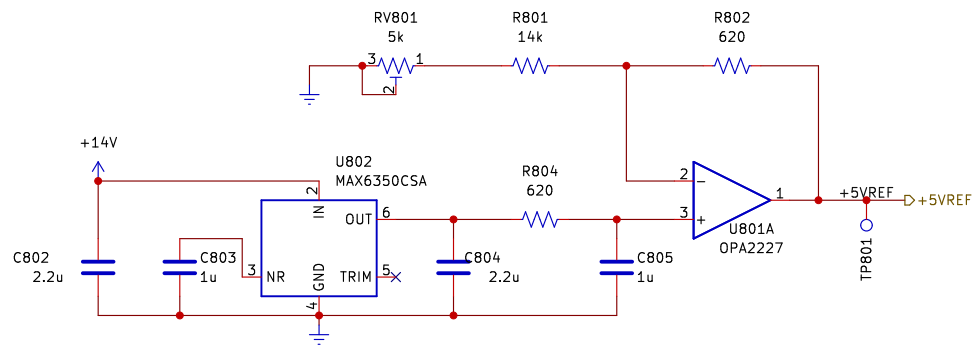 RV801
5k
3
1
2
R801
14k
R802
620
+14V
U802
MAX6350CSA
2
IN
OUT
6
3
NR
TRIM
5
GND
4
C802
2.2u
C803
1u
C804
2.2u
R804
620
C805
1u
2
3
1
U801A
OPA2227
+5VREF
+5VREF
TP801